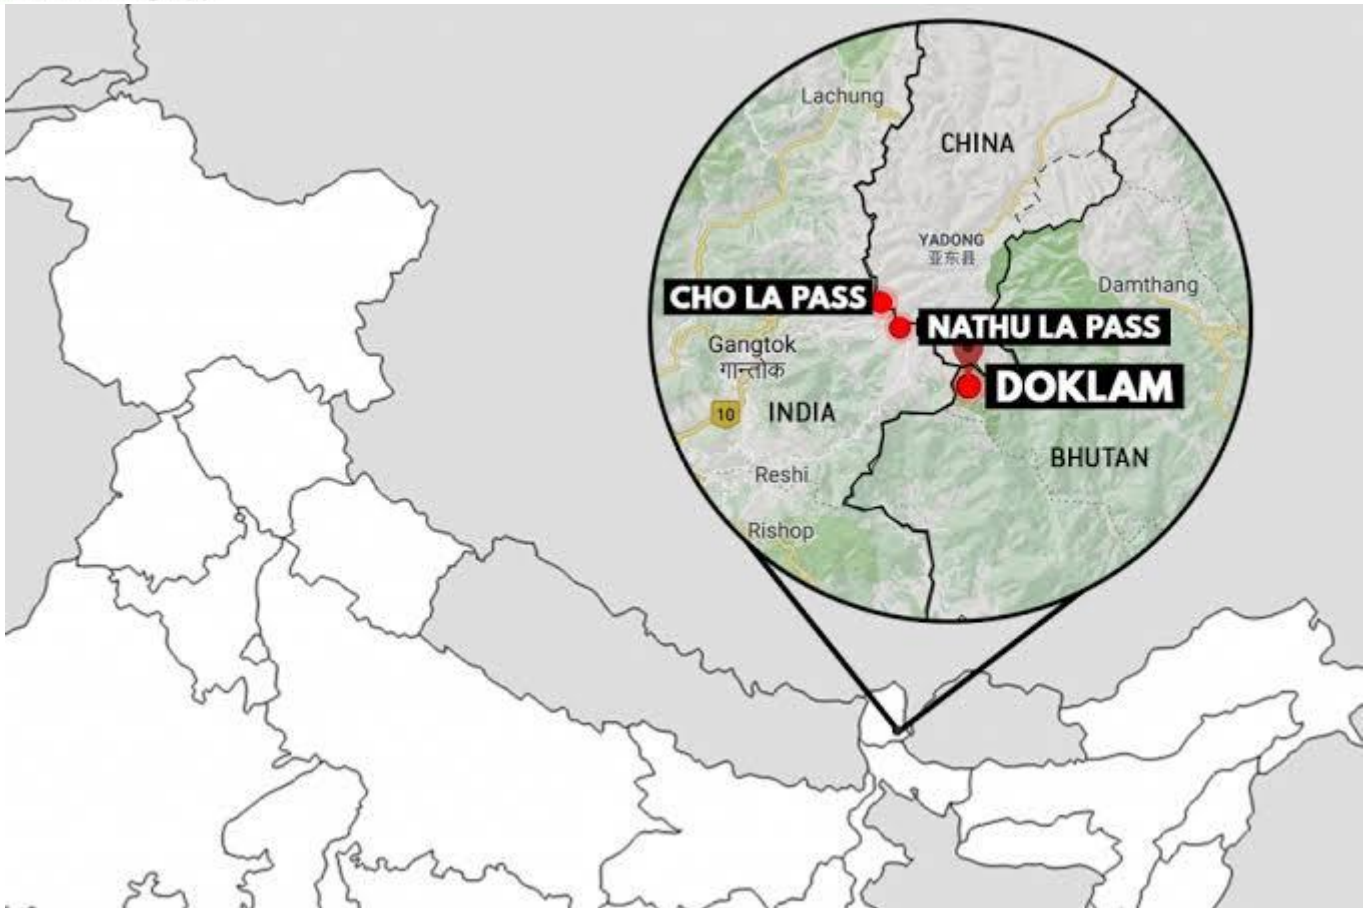 Lachung
CHINA
YADONG
亚东县
Damthang
CHO LA PASS
NATHU LA PASS
Gangtok
गान्तोक
DOKLAM
10
INDIA
BHUTAN
Reshi
Rishop